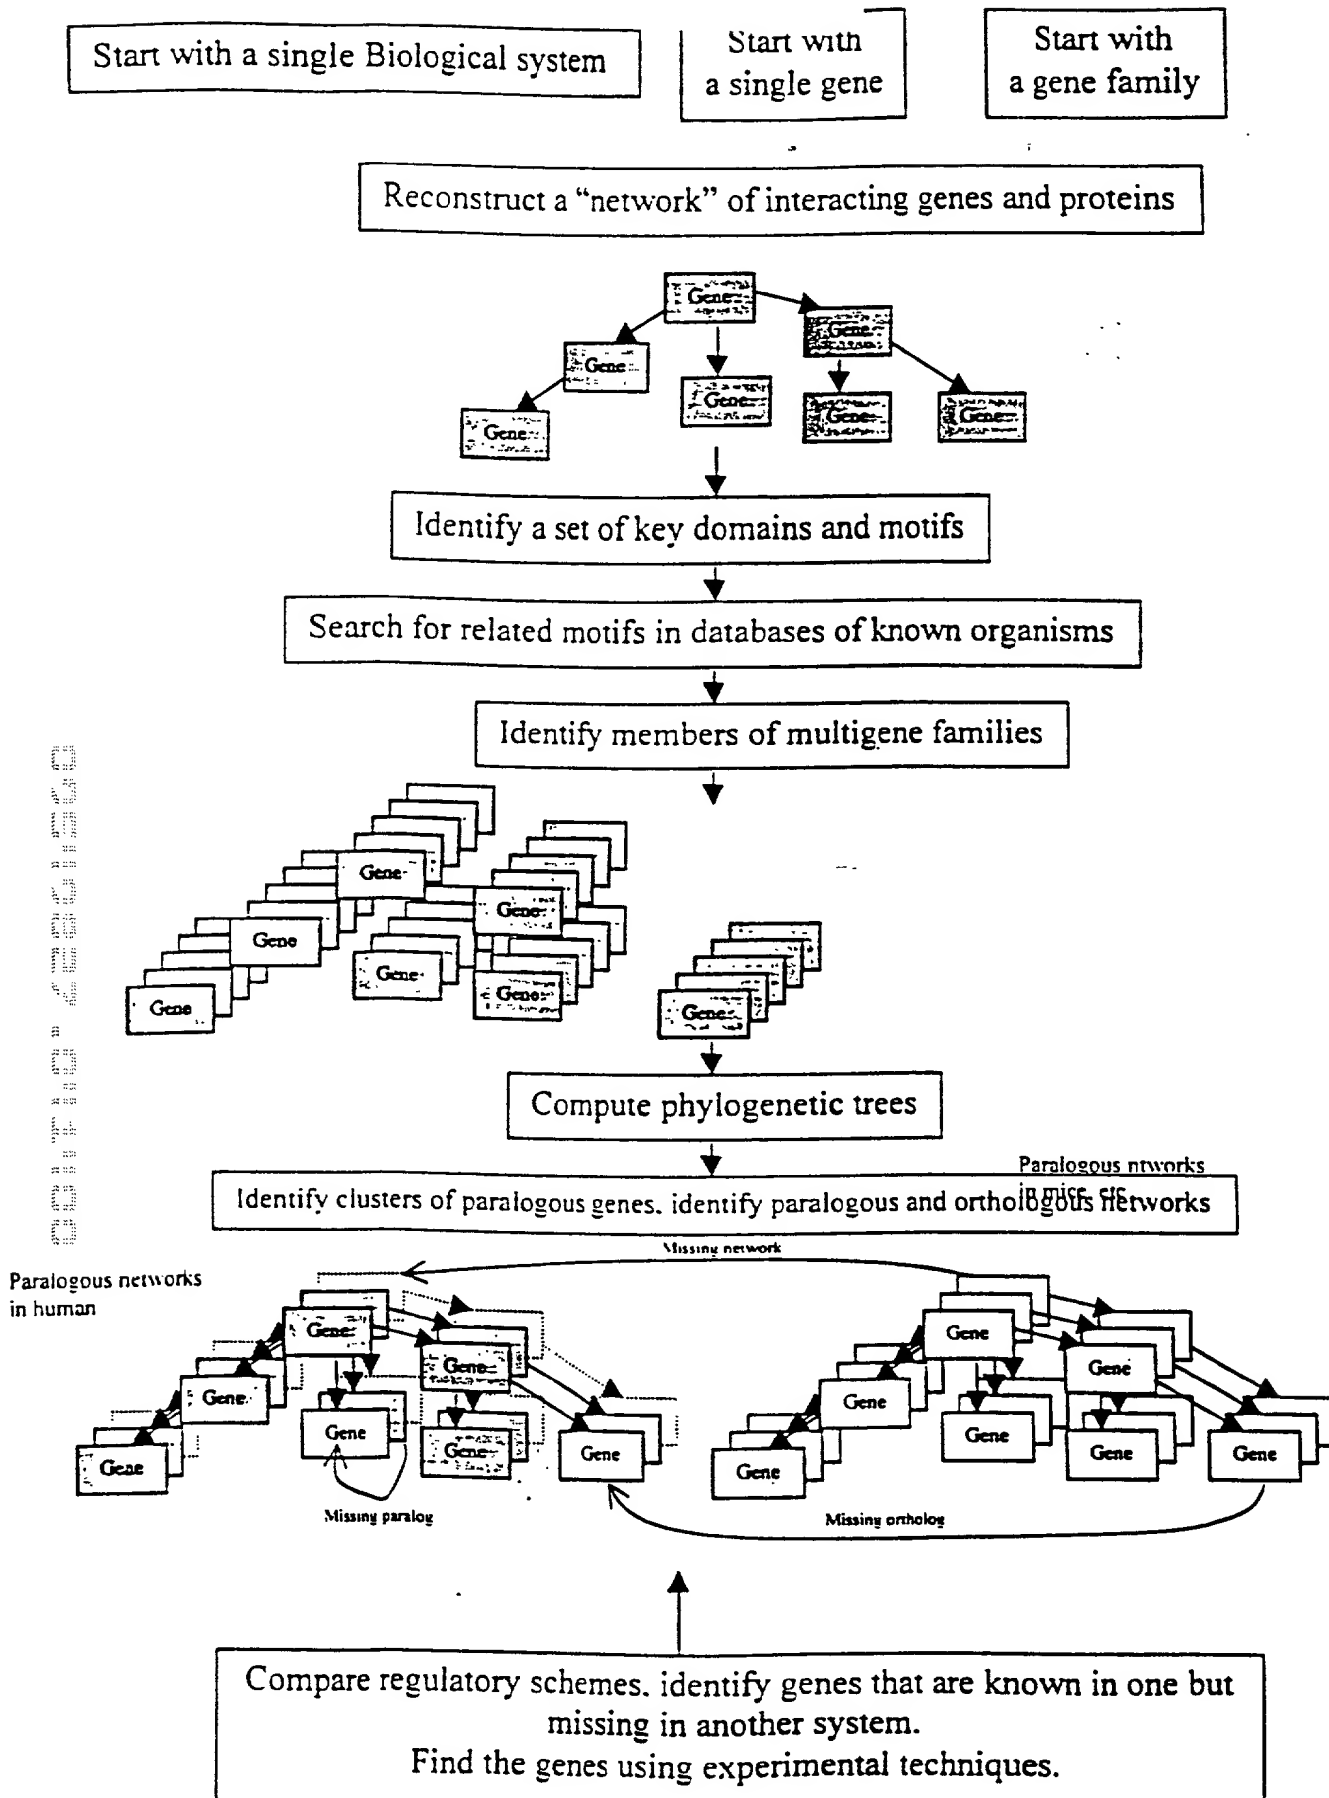 Start with a single Biological system
Start with
a single gene
Start with
a gene family
Reconstruct a “network” of interacting genes and proteins
Gene
Gene
Gene
Gene
Gene
Gene
Gene
Identify a set of key domains and motifs
Search for related motifs in databases of known organisms
Identify members of multigene families
Gene
Gene
Gene
Gene
Gene
Gene
Gene
Compute phylogenetic trees
Paralogous ntworks
in mice, etc.
Identify clusters of paralogous genes. identify paralogous and orthologous networks
Missing network
Paralogous networks
in human
Gene
Gene
Gene
Gene
Gene
Gene
Gene
Gene
Gene
Gene
Gene
Gene
Gene
Gene
Missing paralog
Missing ortholog
Compare regulatory schemes. identify genes that are known in one but
missing in another system.
Find the genes using experimental techniques.